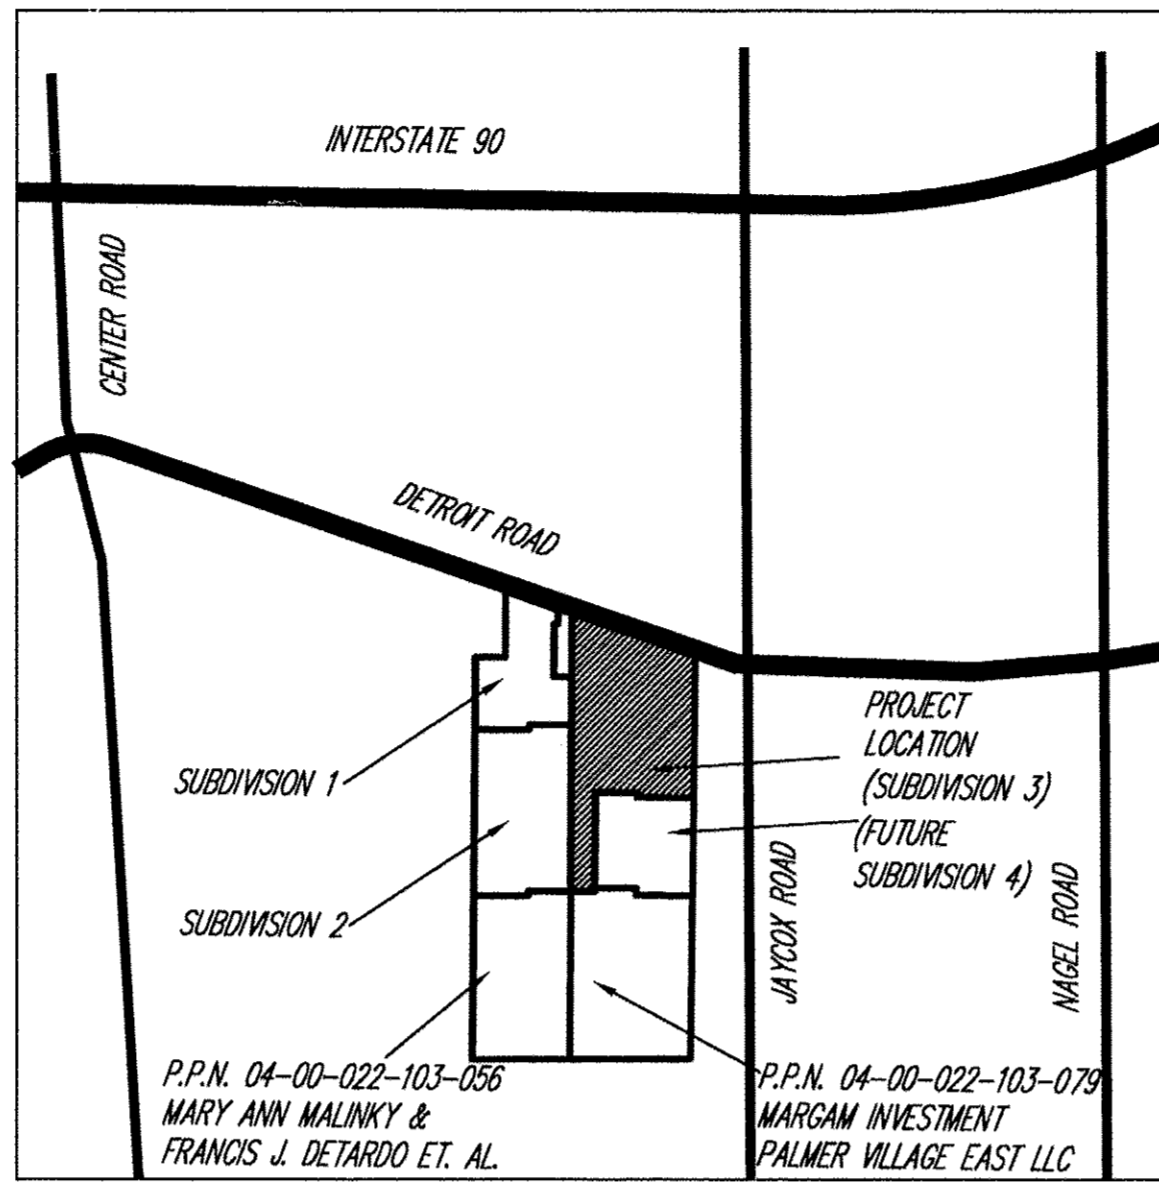 INTERSTATE 90
CENTER ROAD
DETROIT ROAD
PROJECT
LOCATION
(SUBDIVISION 3)
(FUTURE
SUBDIVISION 4)
SUBDIVISION 1
SUBDIVISION 2
JAYCOX ROAD
NAGEL ROAD
P.P.N. 04-00-022-103-056
MARY ANN MALINKY &
FRANCIS J. DETARDO ET. AL.
P.P.N. 04-00-022-103-079
MARGAM INVESTMENT
PALMER VILLAGE EAST LLC